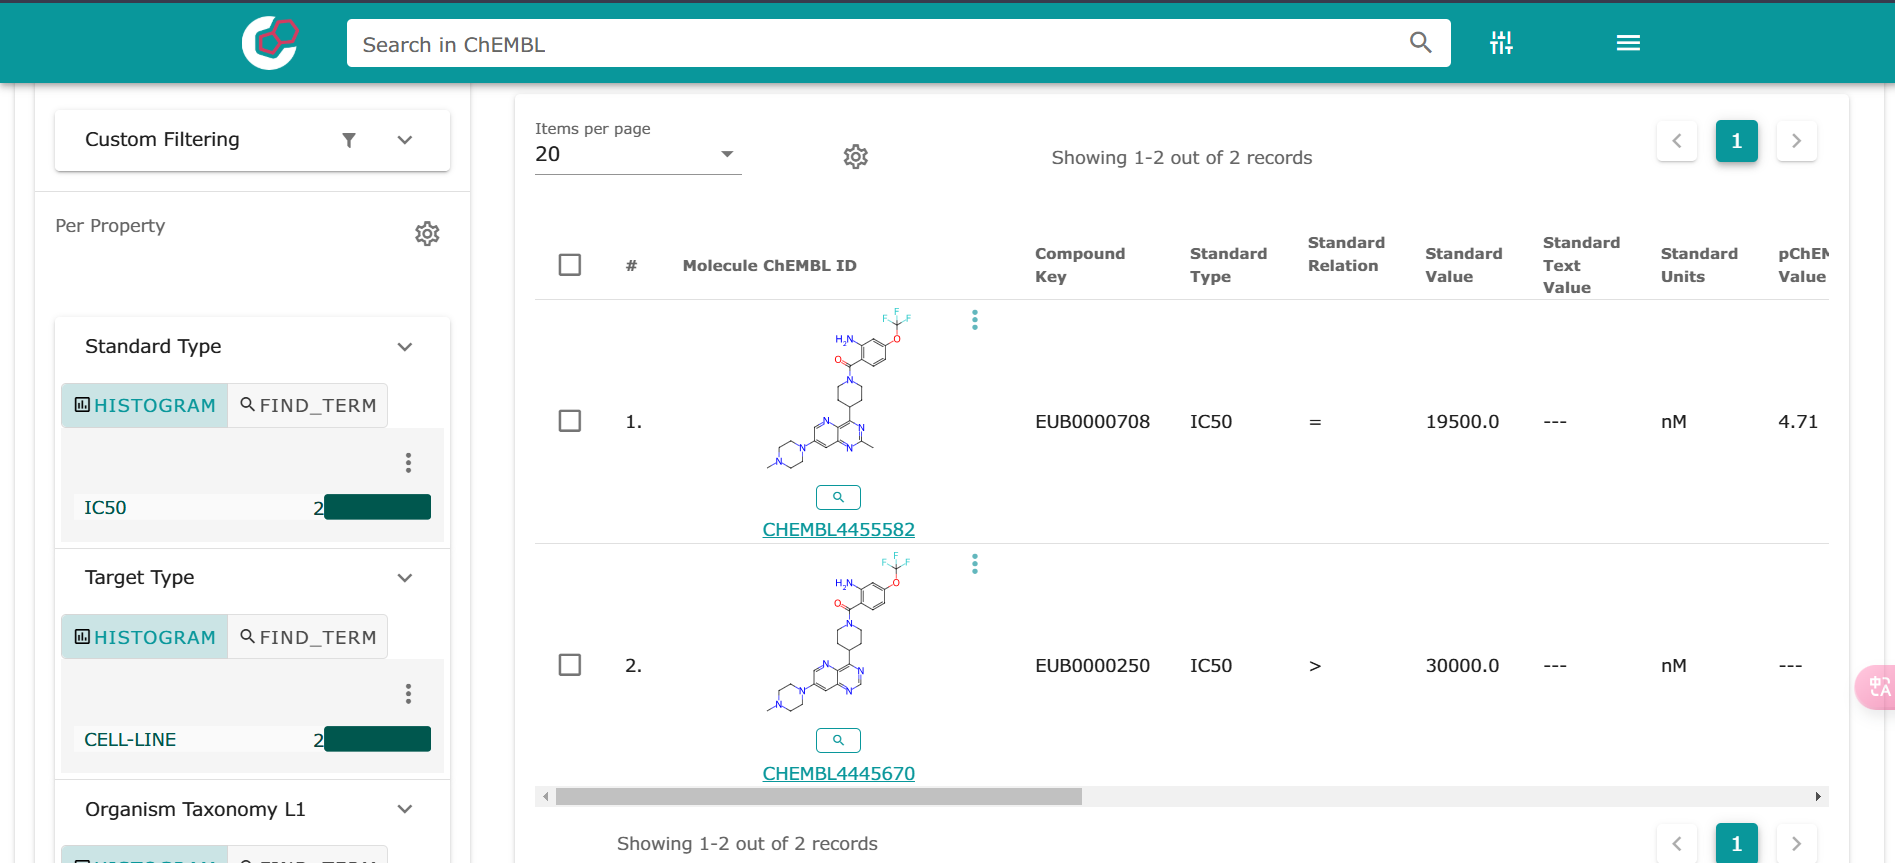 Search in ChEMBL
Custom Filtering
Per Property
Standard Type
HISTOGRAM FIND_TERM
IC50 2
Target Type
HISTOGRAM FIND_TERM
CELL-LINE 2
Organism Taxonomy L1
Items per page
20
Showing 1-2 out of 2 records
1
# Molecule ChEMBL ID Compound Key Standard Type Standard Relation Standard Value Standard Text Value Standard Units Value
F
F F
H2N
O
O
N
N
N
N
N
N
1. EUB0000708 IC50 = 19500.0 --- nM 4.71
CHEMBL4455582
F
F F
H2N
O
O
N
N
N
N
N
N
2. EUB0000250 IC50 > 30000.0 --- nM ---
CHEMBL4445670
Showing 1-2 out of 2 records
1
中A